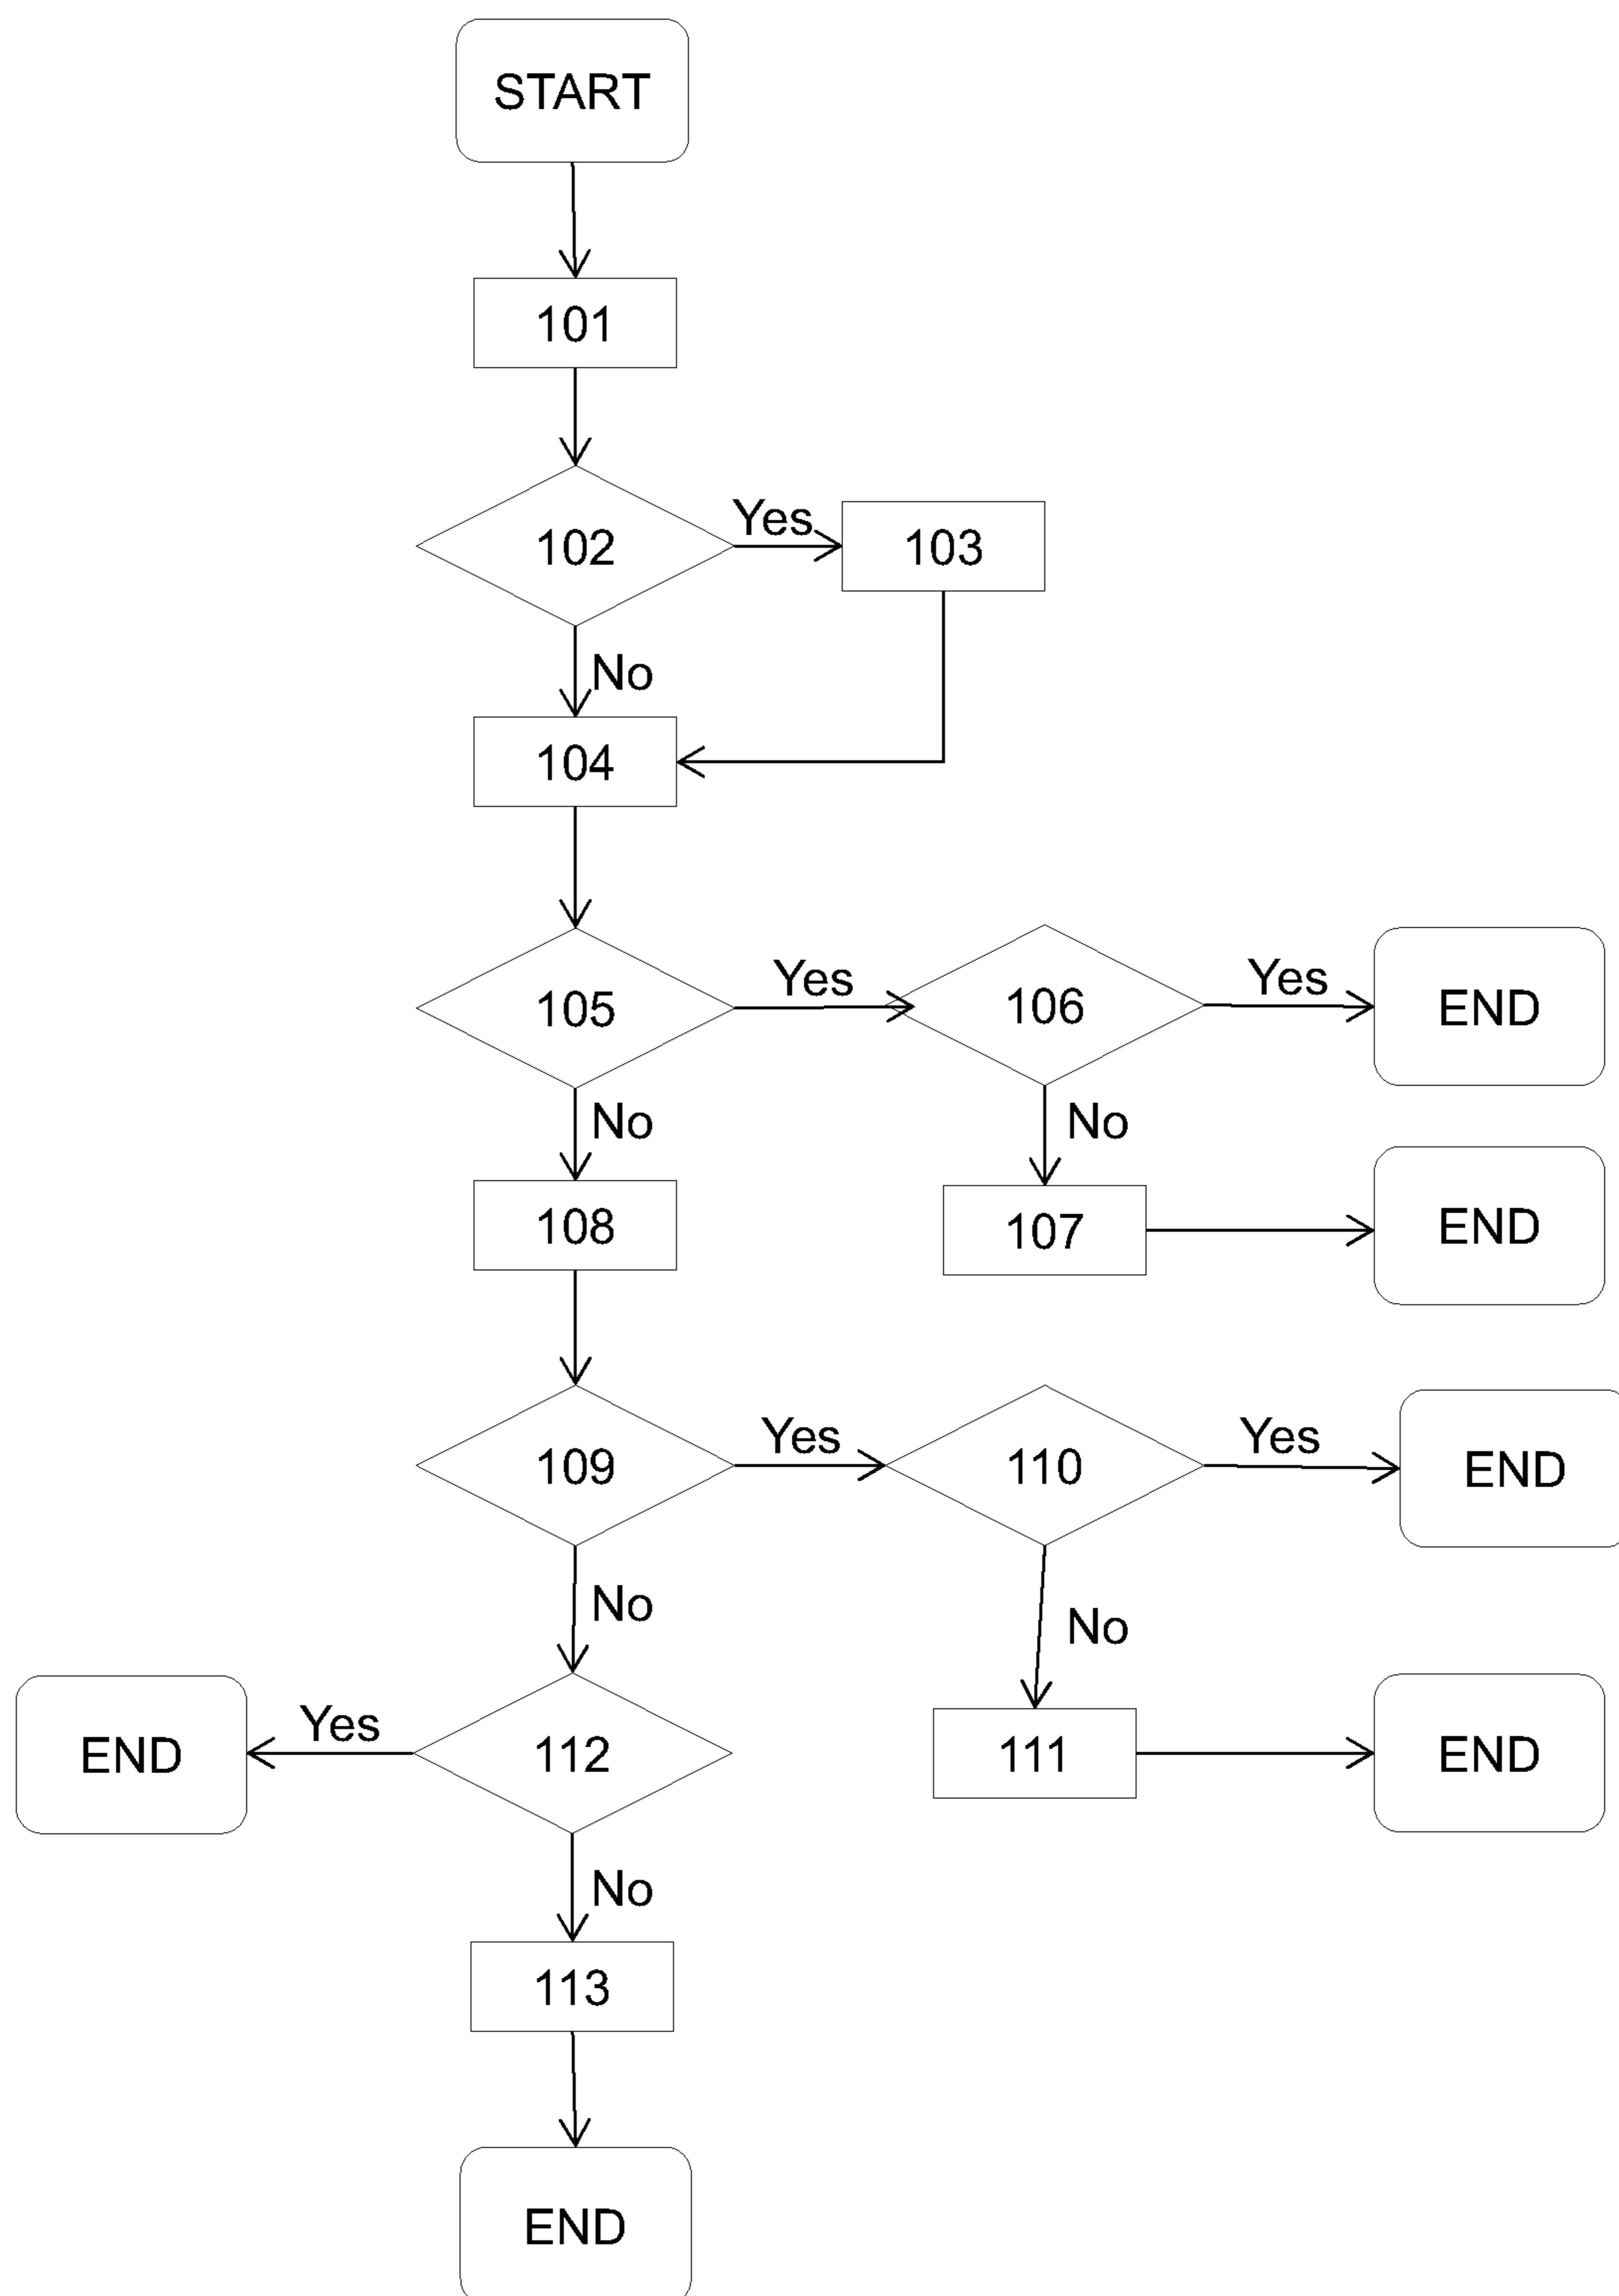 START
101
102
Yes
103
No
104
105
Yes
106
Yes
END
No
No
108
107
END
109
Yes
110
Yes
END
No
No
END
Yes
112
111
END
No
113
END